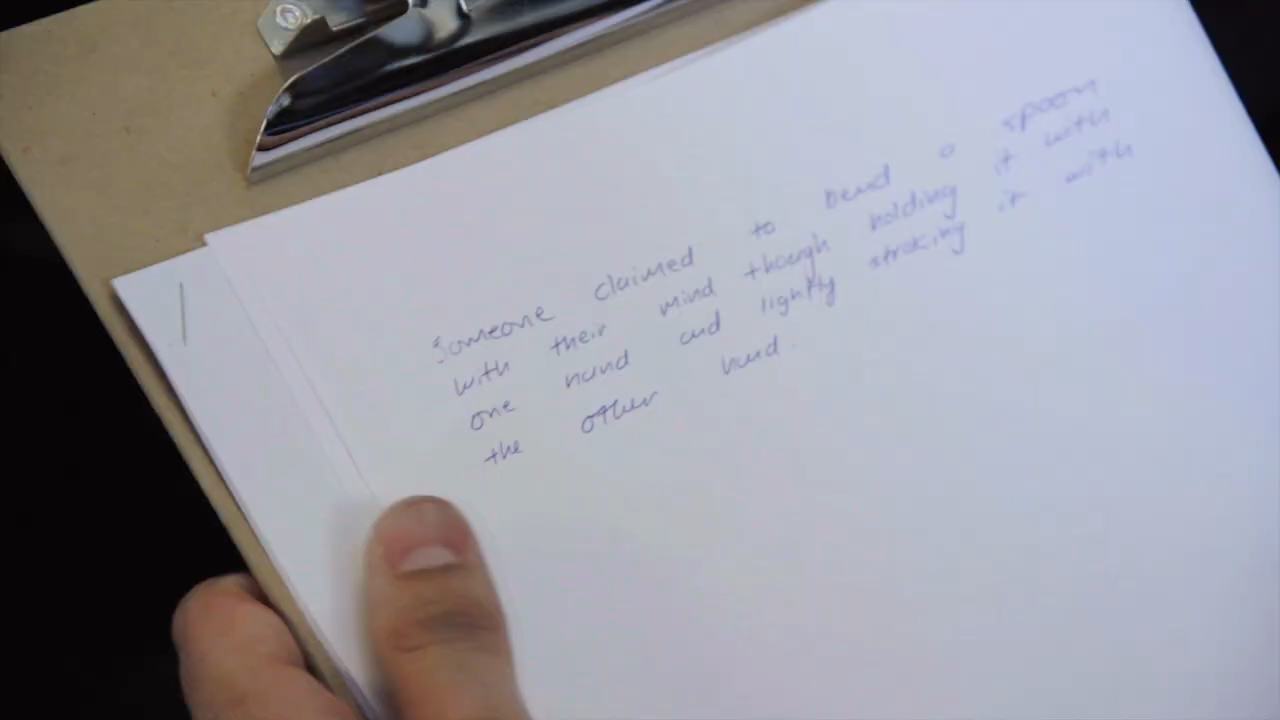 Someone claimed to bend a spoon
with their mind though holding it with
one hand and lightly stroking it with
the other hand.